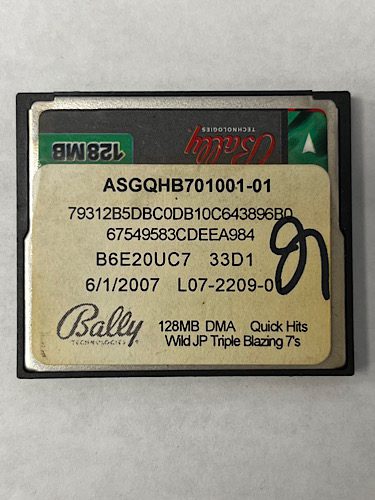 Bally
TECHNOLOGIES
128MB
ASGQHB701001-01
79312B5DBC0DB10C643896B0
67549583CDEEA984
B6E20UC7 33D1
6/1/2007 L07-2209-0
Bally
TECHNOLOGIES
128MB DMA Quick Hits
Wild JP Triple Blazing 7's